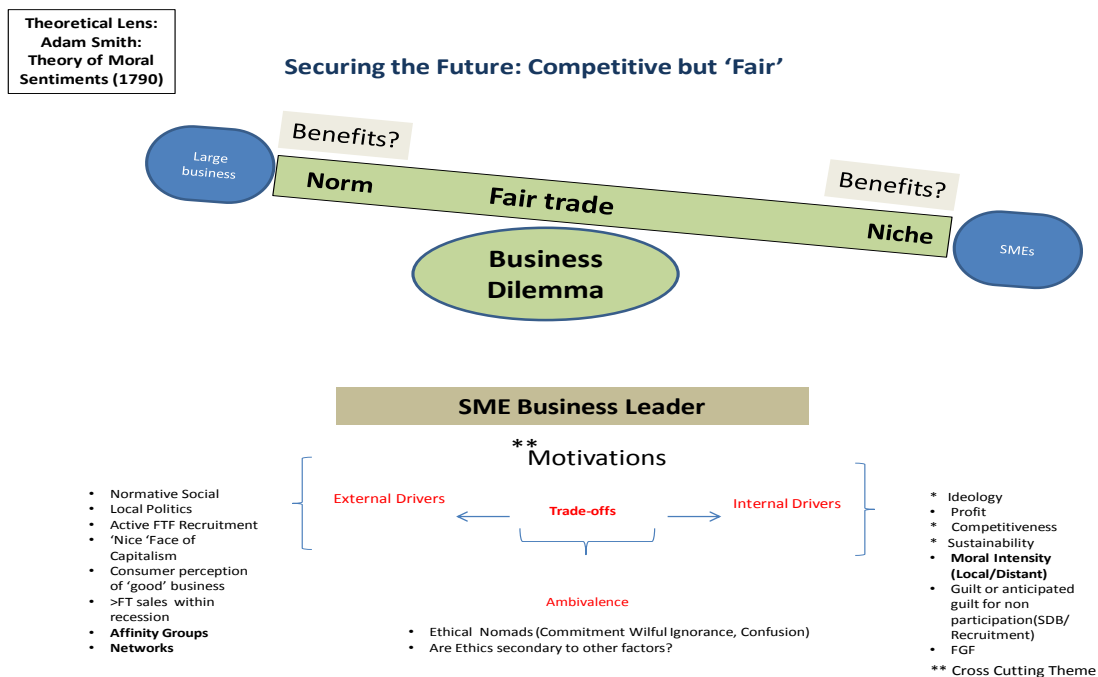 Theoretical Lens:
Adam Smith:
Theory of Moral
Sentiments (1790)
Securing the Future: Competitive but ‘Fair’
Large
business
Benefits?
Norm
Fair trade
Benefits?
Niche
SMEs
Business
Dilemma
SME Business Leader
**Motivations
• Normative Social
• Local Politics
• Active FTF Recruitment
• ‘Nice ‘Face of
Capitalism
• Consumer perception
of ‘good’ business
• >FT sales within
recession
• Affinity Groups
• Networks
External Drivers
Trade-offs
Internal Drivers
Ambivalence
• Ethical Nomads (Commitment Wilful Ignorance, Confusion)
• Are Ethics secondary to other factors?
* Ideology
• Profit
* Competitiveness
* Sustainability
• Moral Intensity
(Local/Distant)
• Guilt or anticipated
guilt for non
participation(SDB/
Recruitment)
• FGF
** Cross Cutting Theme